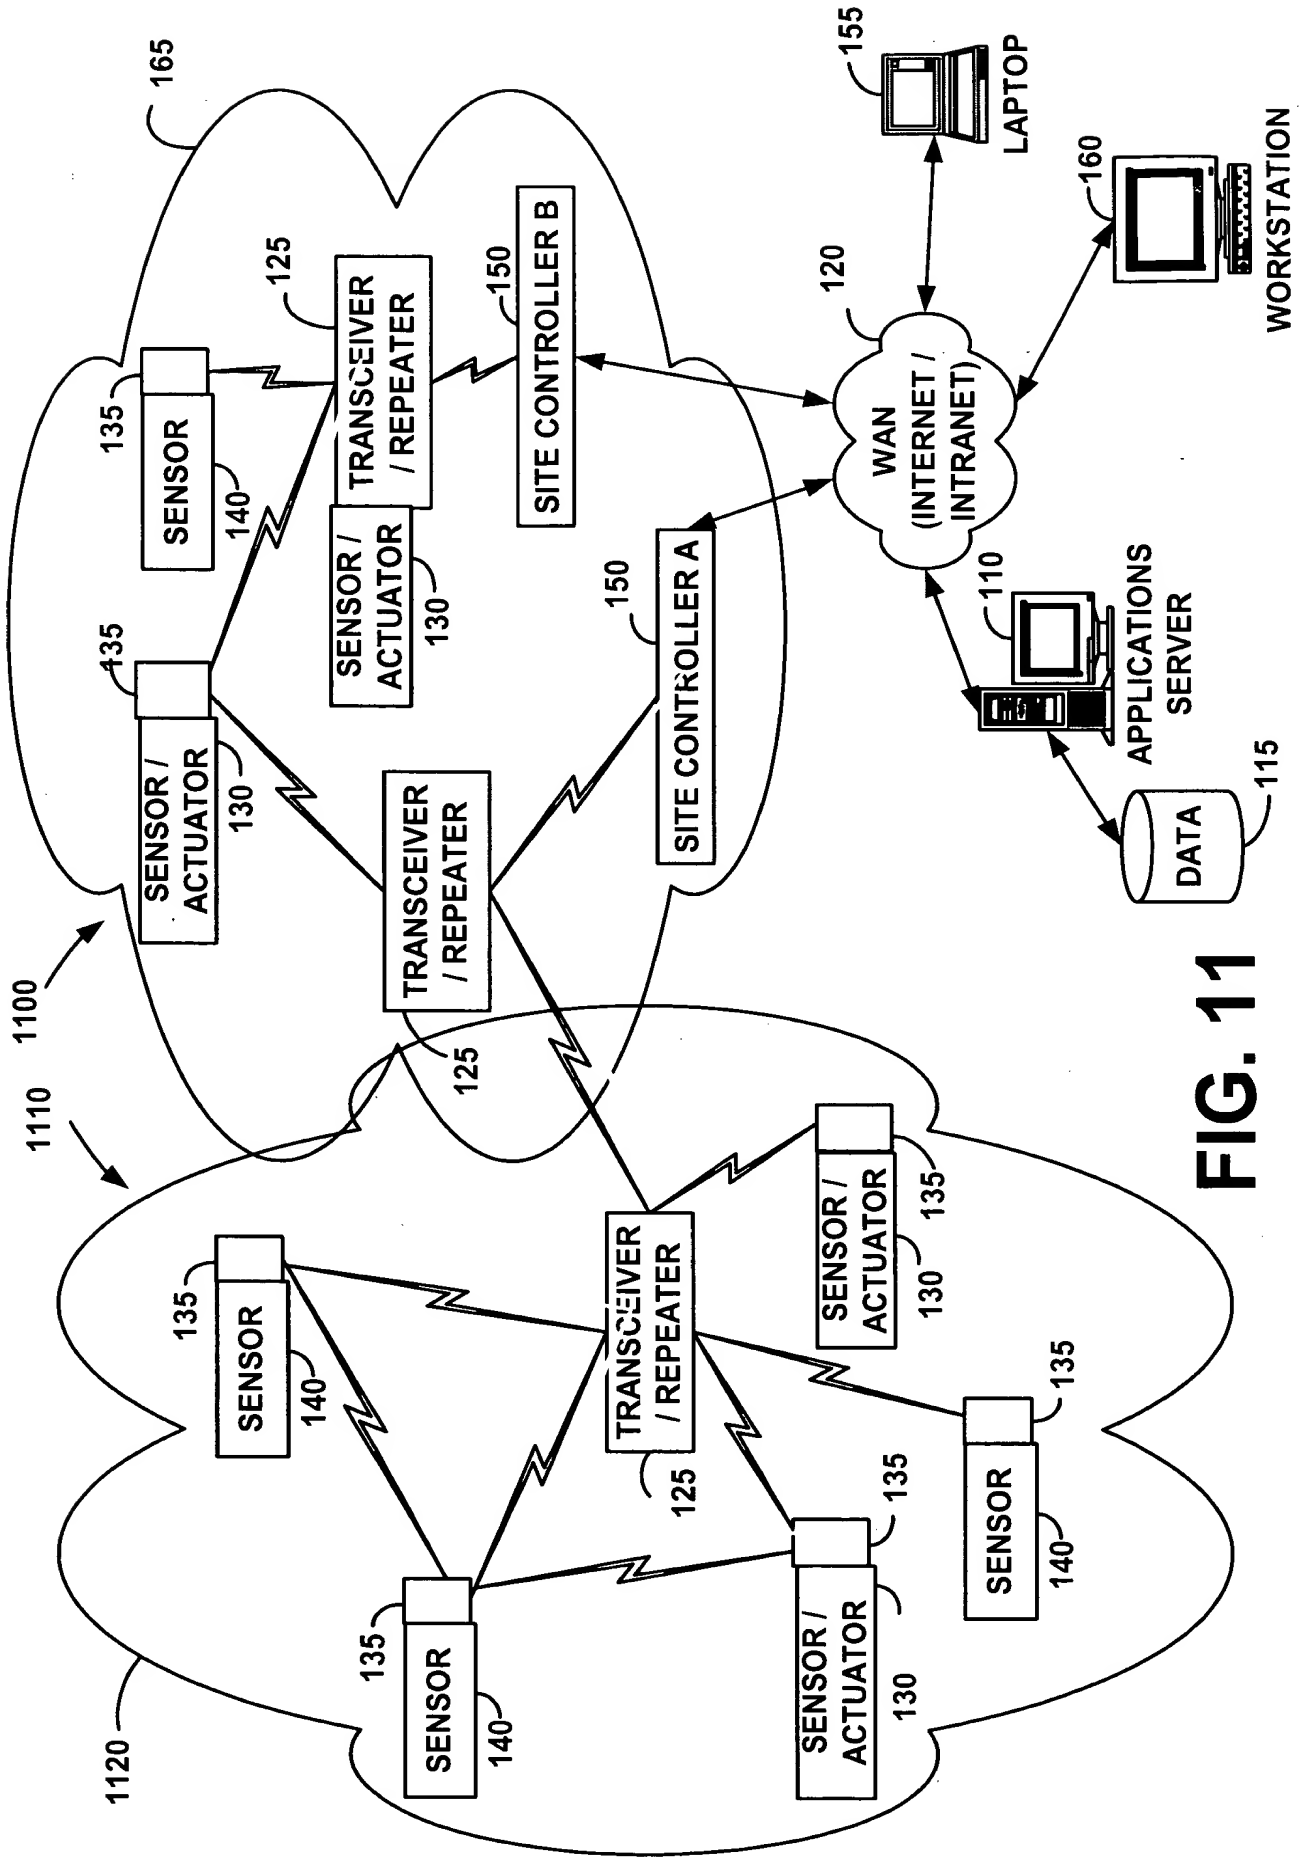 1110
1100
165
1120
135
SENSOR
140
135
SENSOR
140
SENSOR /
ACTUATOR
130
135
TRANSCEIVER
/ REPEATER
125
135
SENSOR
140
SENSOR /
ACTUATOR
130
135
TRANSCEIVER
/ REPEATER
125
435
SENSOR /
ACTUATOR
130
135
SENSOR
140
TRANSCEIVER
/ REPEATER
125
SENSOR /
ACTUATOR
130
SITE CONTROLLER A
150
SITE CONTROLLER B
150
WAN
(INTERNET /
INTRANET)
120
155
LAPTOP
160
WORKSTATION
110
APPLICATIONS
SERVER
DATA
115
FIG. 11